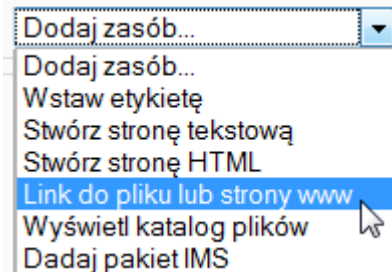 Dodaj zasób...
Dodaj zasób...
Wstaw etykietę
Stwórz stronę tekstową
Stwórz stronę HTML
Link do pliku lub strony www
Wyświetl katalog plików
Dadaj pakiet IMS